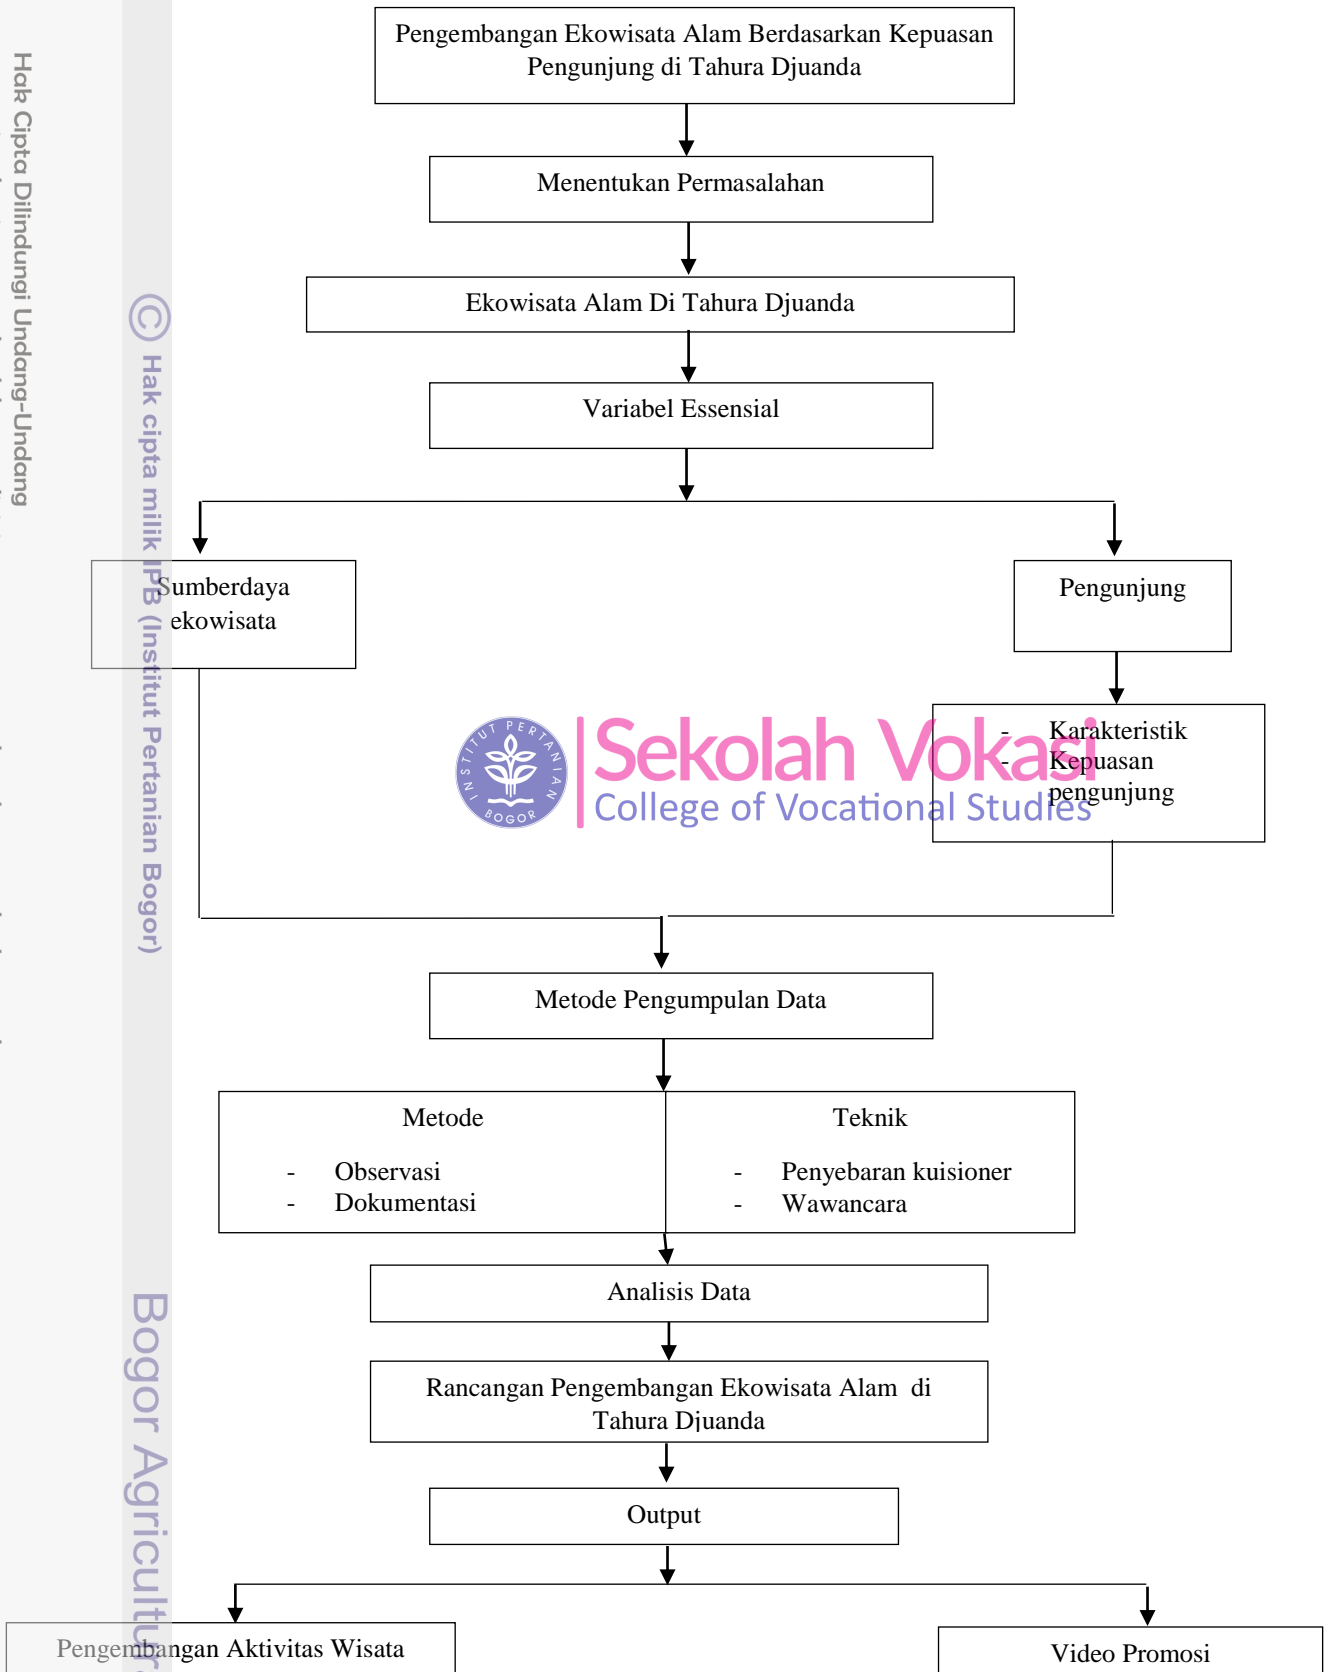 Pengembangan Ekowisata Alam Berdasarkan Kepuasan
Pengunjung di Tahura Djuanda
Menentukan Permasalahan
Ekowisata Alam Di Tahura Djuanda
Variabel Essensial
Sumberdaya
ekowisata
Pengunjung
- Karakteristik
- Kepuasan
pengunjung
INSTITUT PERTANIAN
BOGOR
Sekolah Vokasi
College of Vocational Studies
Metode Pengumpulan Data
Metode
- Observasi
- Dokumentasi
Teknik
- Penyebaran kuisioner
- Wawancara
Analisis Data
Rancangan Pengembangan Ekowisata Alam di
Tahura Djuanda
Output
Pengembangan Aktivitas Wisata
Video Promosi
Hak Cipta Dilindungi Undang-Undang
© Hak cipta milik IPB (Institut Pertanian Bogor)
Bogor Agricultur